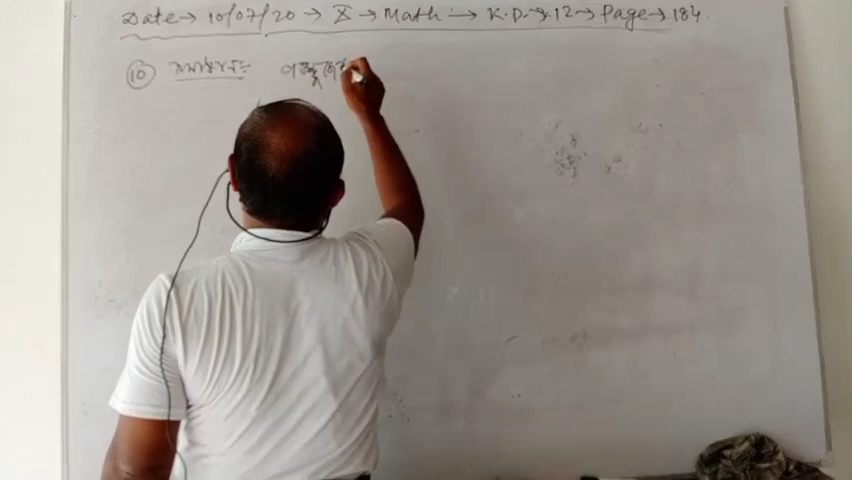 Date → 10/07/20 → X → Math → K.D. → 12 → Page → 184
10 সমাধানঃ